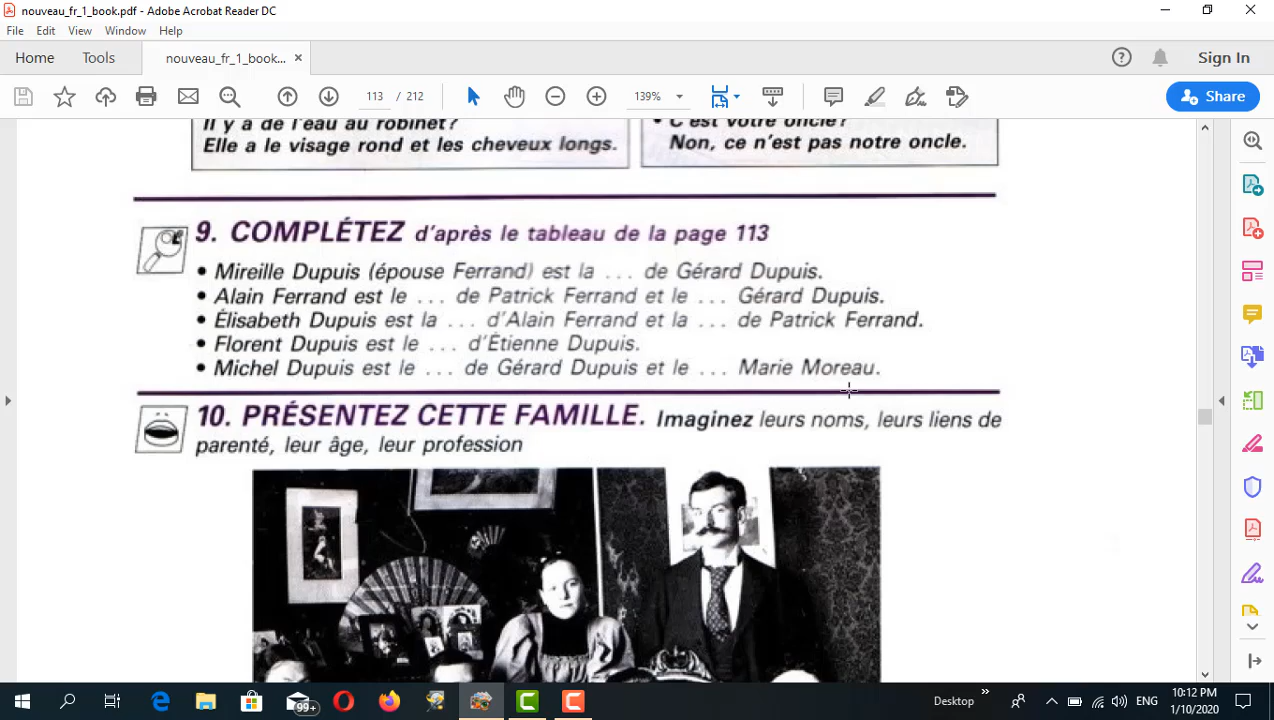 nouveau_fr_1_book.pdf - Adobe Acrobat Reader DC
File Edit View Window Help
Home Tools nouveau_fr_1_book... Sign In
113 / 212 139% Share
Il y a de l'eau au robinet?
Elle a le visage rond et les cheveux longs.
• C'est votre oncle?
Non, ce n'est pas notre oncle.
9. COMPLÉTEZ d'après le tableau de la page 113
• Mireille Dupuis (épouse Ferrand) est la ... de Gérard Dupuis.
• Alain Ferrand est le ... de Patrick Ferrand et le ... Gérard Dupuis.
• Élisabeth Dupuis est la ... d'Alain Ferrand et la ... de Patrick Ferrand.
• Florent Dupuis est le ... d'Étienne Dupuis.
• Michel Dupuis est le ... de Gérard Dupuis et le ... Marie Moreau.
10. PRÉSENTEZ CETTE FAMILLE. Imaginez leurs noms, leurs liens de
parenté, leur âge, leur profession
99+ Desktop ENG 10:12 PM
1/10/2020